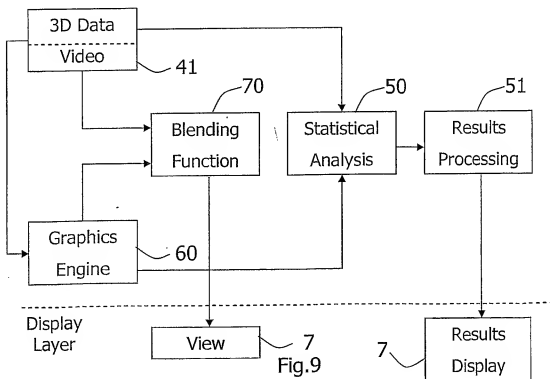 3D Data
Video
41
70
Blending
Function
50
Statistical
Analysis
51
Results
Processing
Graphics
Engine
60
Display
Layer
View
7
Fig.9
7
Results
Display